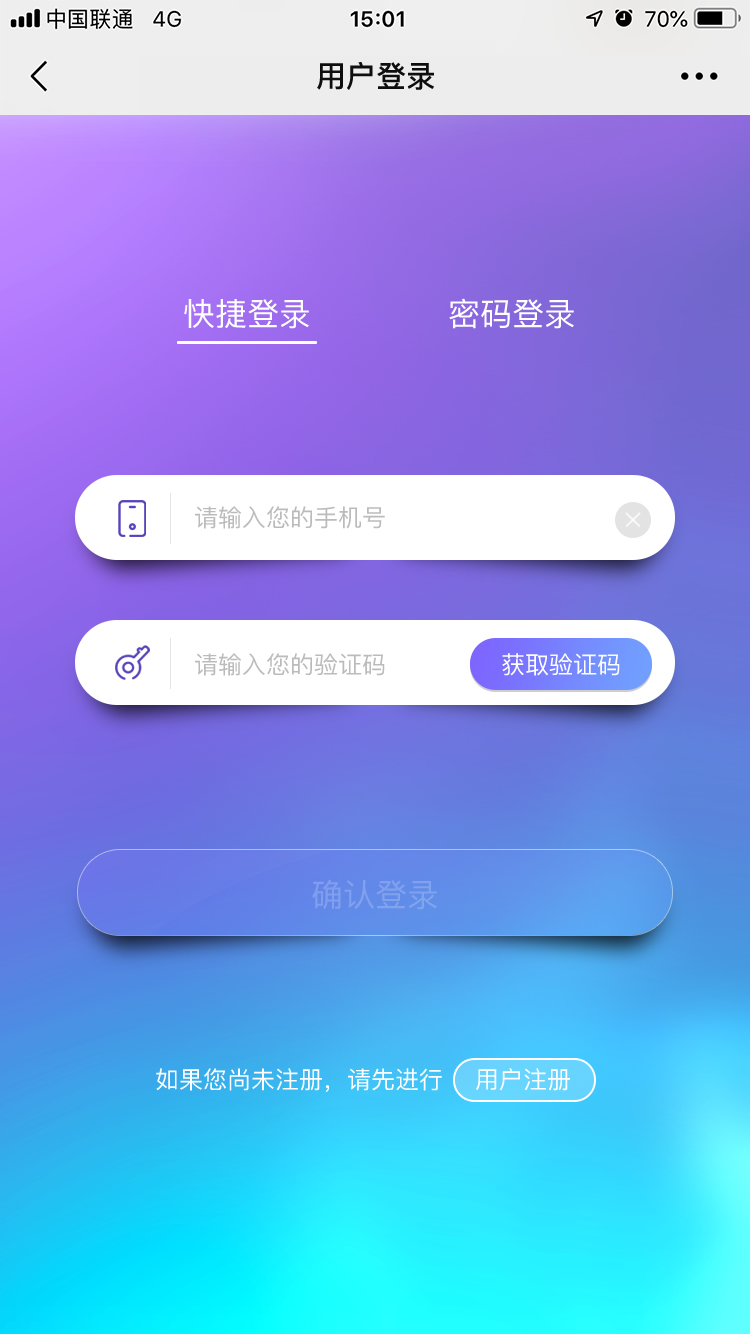 中国联通 4G 15:01 70%
用户登录
快捷登录 密码登录
请输入您的手机号
请输入您的验证码 获取验证码
确认登录
如果您尚未注册，请先进行 用户注册